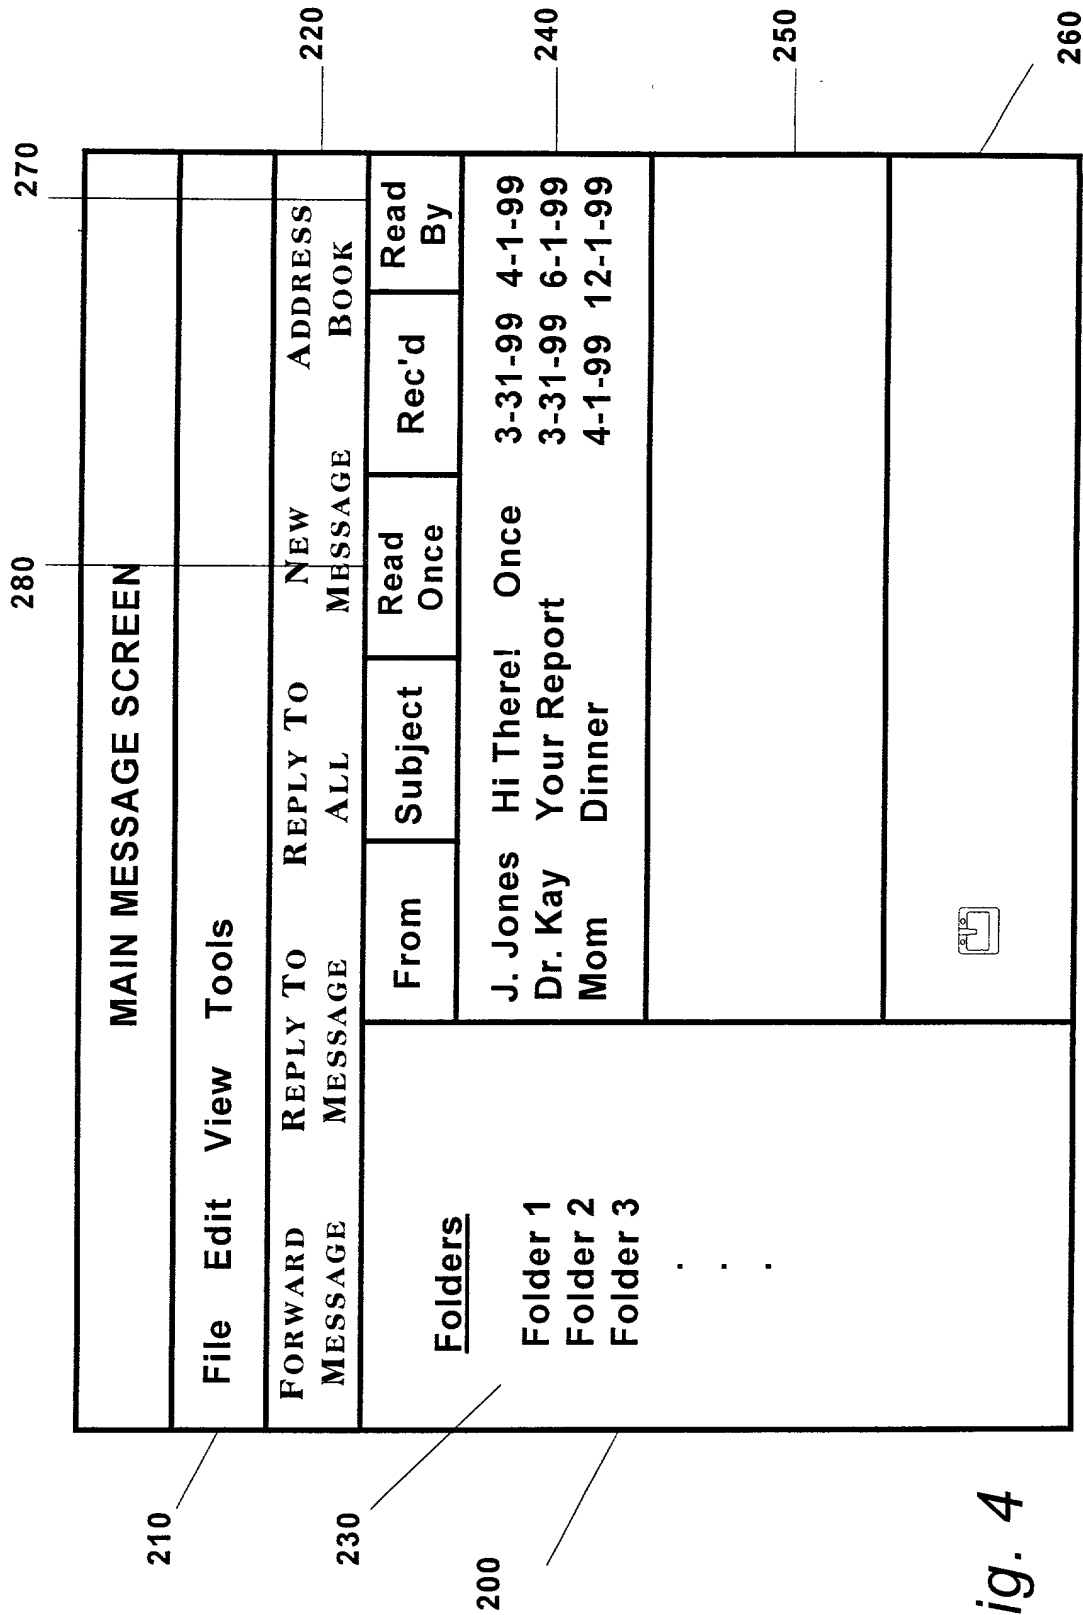 270
280
MAIN MESSAGE SCREEN
210
File Edit View Tools
220
FORWARD MESSAGE
REPLY TO MESSAGE
REPLY TO ALL
NEW MESSAGE
ADDRESS BOOK
230
Folders
Folder 1
Folder 2
Folder 3
. . .
From Subject Read Once Rec'd Read By
J. Jones Hi There! Once 3-31-99 4-1-99
Dr. Kay Your Report 3-31-99 6-1-99
Mom Dinner 4-1-99 12-1-99
240
250
200
260
ig. 4